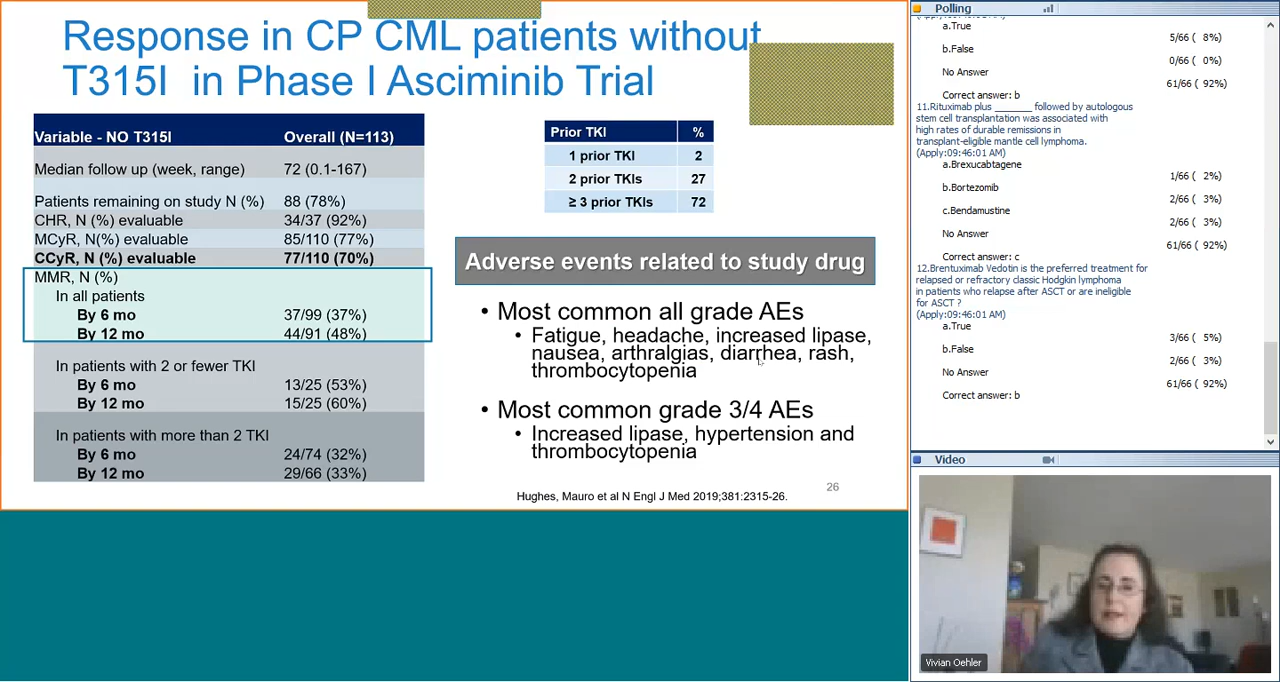 Response in CP CML patients without
T315I in Phase I Asciminib Trial
Variable - NO T315I Overall (N=113)
Median follow up (week, range) 72 (0.1-167)
Patients remaining on study N (%) 88 (78%)
CHR, N (%) evaluable 34/37 (92%)
MCyR, N(%) evaluable 85/110 (77%)
CCyR, N (%) evaluable 77/110 (70%)
MMR, N (%)
In all patients
By 6 mo 37/99 (37%)
By 12 mo 44/91 (48%)
In patients with 2 or fewer TKI
By 6 mo 13/25 (53%)
By 12 mo 15/25 (60%)
In patients with more than 2 TKI
By 6 mo 24/74 (32%)
By 12 mo 29/66 (33%)
Prior TKI %
1 prior TKI 2
2 prior TKIs 27
≥ 3 prior TKIs 72
Adverse events related to study drug
• Most common all grade AEs
• Fatigue, headache, increased lipase,
nausea, arthralgias, diarrhea, rash,
thrombocytopenia
• Most common grade 3/4 AEs
• Increased lipase, hypertension and
thrombocytopenia
26
Hughes, Mauro et al N Engl J Med 2019;381:2315-26.
Polling
a.True
5/66 ( 8%)
b.False
0/66 ( 0%)
No Answer
61/66 ( 92%)
Correct answer: b
11.Rituximab plus _______ followed by autologous
stem cell transplantation was associated with
high rates of durable remissions in
transplant-eligible mantle cell lymphoma.
(Apply:09:46:01 AM)
a.Brexucabtagene
1/66 ( 2%)
b.Bortezomib
2/66 ( 3%)
c.Bendamustine
2/66 ( 3%)
No Answer
61/66 ( 92%)
Correct answer: c
12.Brentuximab Vedotin is the preferred treatment for
relapsed or refractory classic Hodgkin lymphoma
in patients who relapse after ASCT or are ineligible
for ASCT ?
(Apply:09:46:01 AM)
a.True
3/66 ( 5%)
b.False
2/66 ( 3%)
No Answer
61/66 ( 92%)
Correct answer: b
Video
Vivian Oehler